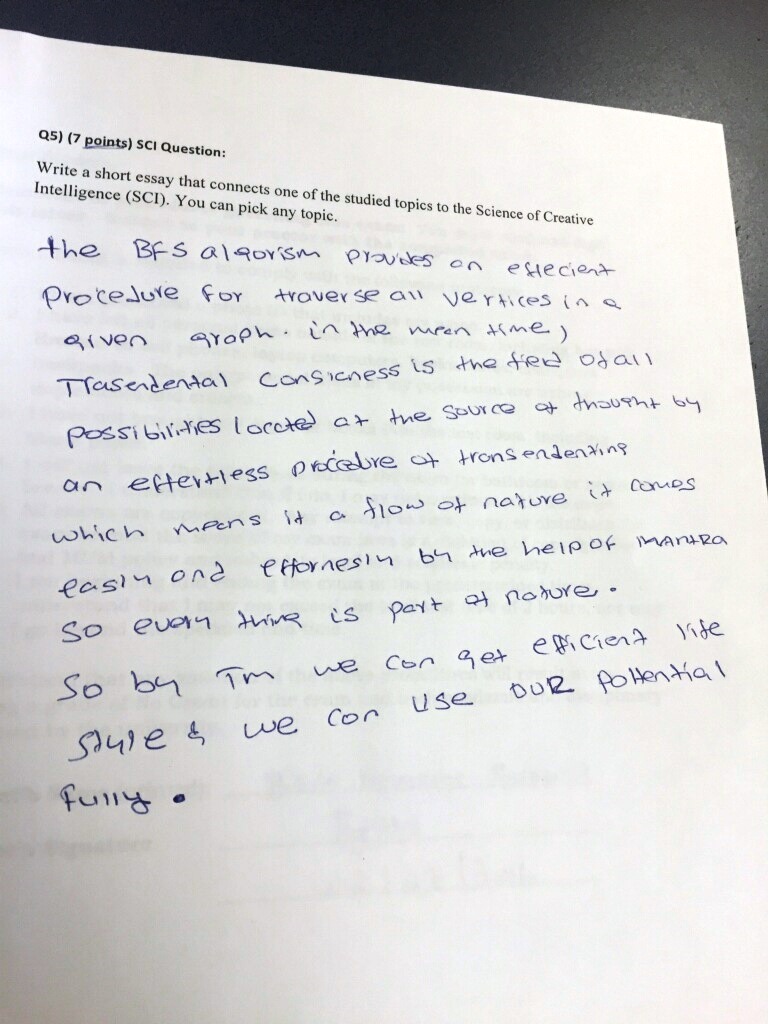 Q5) (7 points) SCI Question:
Write a short essay that connects one of the studied topics to the Science of Creative
Intelligence (SCI). You can pick any topic.
the BFS algorism provides an effecient
procedure for traverse all vertices in a
given graph. in the mean time,
Trasendental Consicness is the field of all
possibilities located at the source of thought by
an effertless procedure of transendenting
which means it a flow of nature it comes
easily and effornesly by the help of MANTRA
so every thing is part of nature.
So by Tm we can get efficient life
style & we can use OUR pottential
fully.